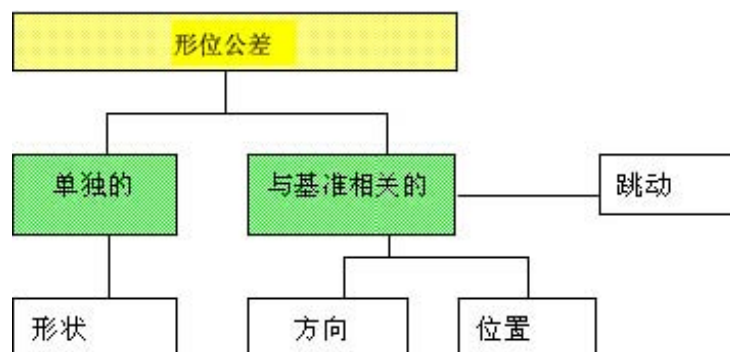 形位公差
单独的
与基准相关的
跳动
形状
方向
位置